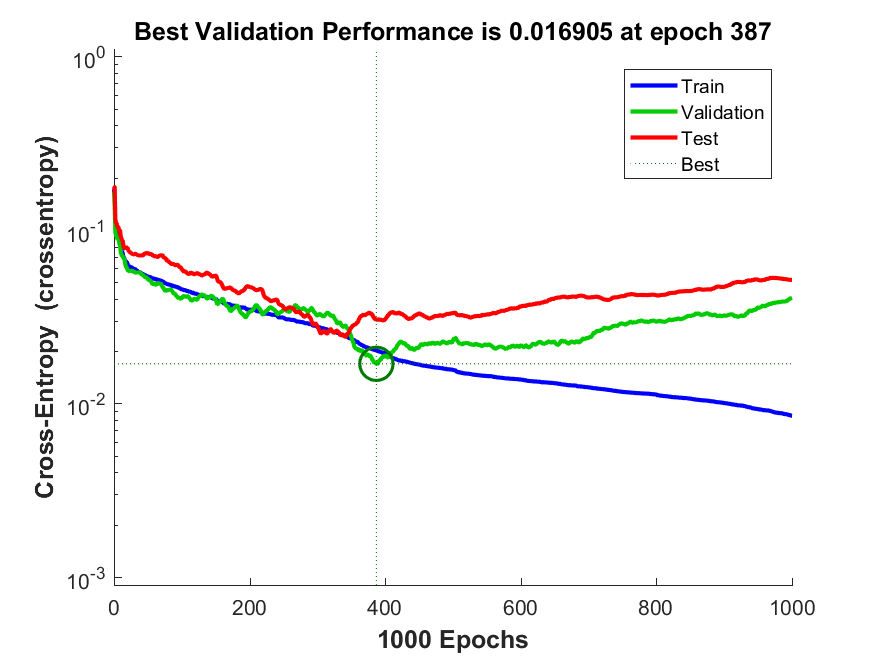 Best Validation Performance is 0.016905 at epoch 387
Cross-Entropy (crossentropy)
10^0
10^-1
10^-2
10^-3
Train
Validation
Test
Best
0 200 400 600 800 1000
1000 Epochs